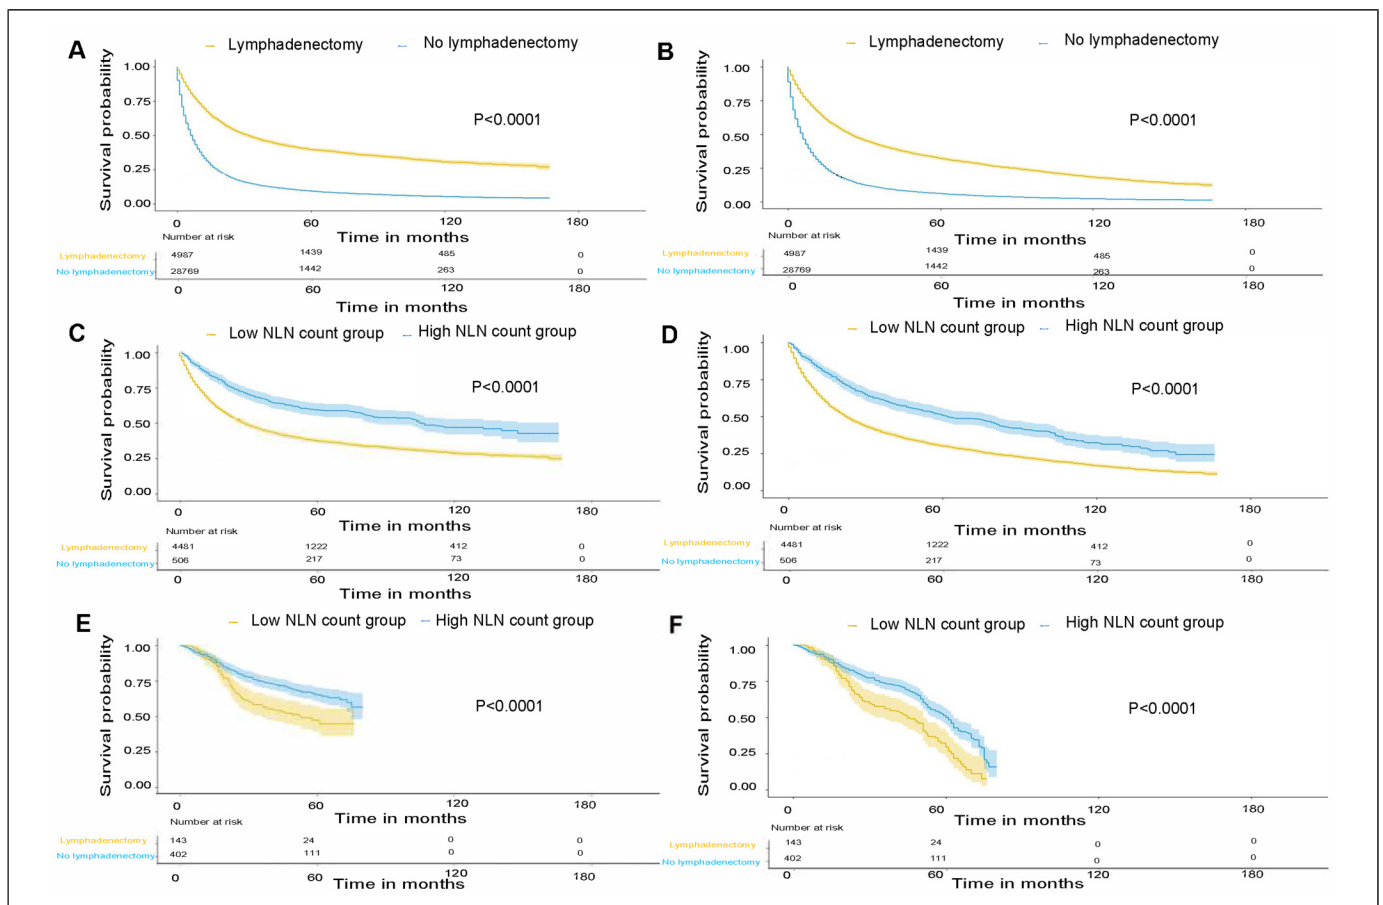 A
Lymphadenectomy No lymphadenectomy
Survival probability
1.00
0.75
0.50
0.25
0.00
P<0.0001
0 60 120 180
Number at risk
Time in months
Lymphadenectomy 4987 1439 485 0
No lymphadenectomy 28769 1442 263 0
0 60 120 180
Time in months
B
Lymphadenectomy No lymphadenectomy
Survival probability
1.00
0.75
0.50
0.25
0.00
P<0.0001
0 60 120 180
Number at risk
Time in months
Lymphadenectomy 4987 1439 485 0
No lymphadenectomy 28769 1442 263 0
0 60 120 180
Time in months
C
Low NLN count group High NLN count group
Survival probability
1.00
0.75
0.50
0.25
0.00
P<0.0001
0 60 120 180
Number at risk
Time in months
Lymphadenectomy 4481 1222 412 0
No lymphadenectomy 506 217 73 0
0 60 120 180
Time in months
D
Low NLN count group High NLN count group
Survival probability
1.00
0.75
0.50
0.25
0.00
P<0.0001
0 60 120 180
Number at risk
Time in months
Lymphadenectomy 4481 1222 412 0
No lymphadenectomy 506 217 73 0
0 60 120 180
Time in months
E
Low NLN count group High NLN count group
Survival probability
1.00
0.75
0.50
0.25
0.00
P<0.0001
0 60 120 180
Number at risk
Time in months
Lymphadenectomy 143 24 0 0
No lymphadenectomy 402 111 0 0
0 60 120 180
Time in months
F
Low NLN count group High NLN count group
Survival probability
1.00
0.75
0.50
0.25
0.00
P<0.0001
0 60 120 180
Number at risk
Time in months
Lymphadenectomy 143 24 0 0
No lymphadenectomy 402 111 0 0
0 60 120 180
Time in months